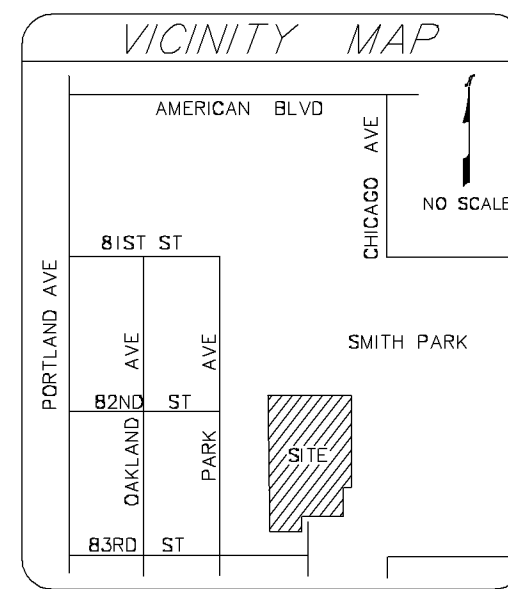 VICINITY MAP
AMERICAN BLVD
CHICAGO AVE
NO SCALE
81ST ST
PORTLAND AVE
OAKLAND AVE
PARK AVE
SMITH PARK
82ND ST
SITE
83RD ST